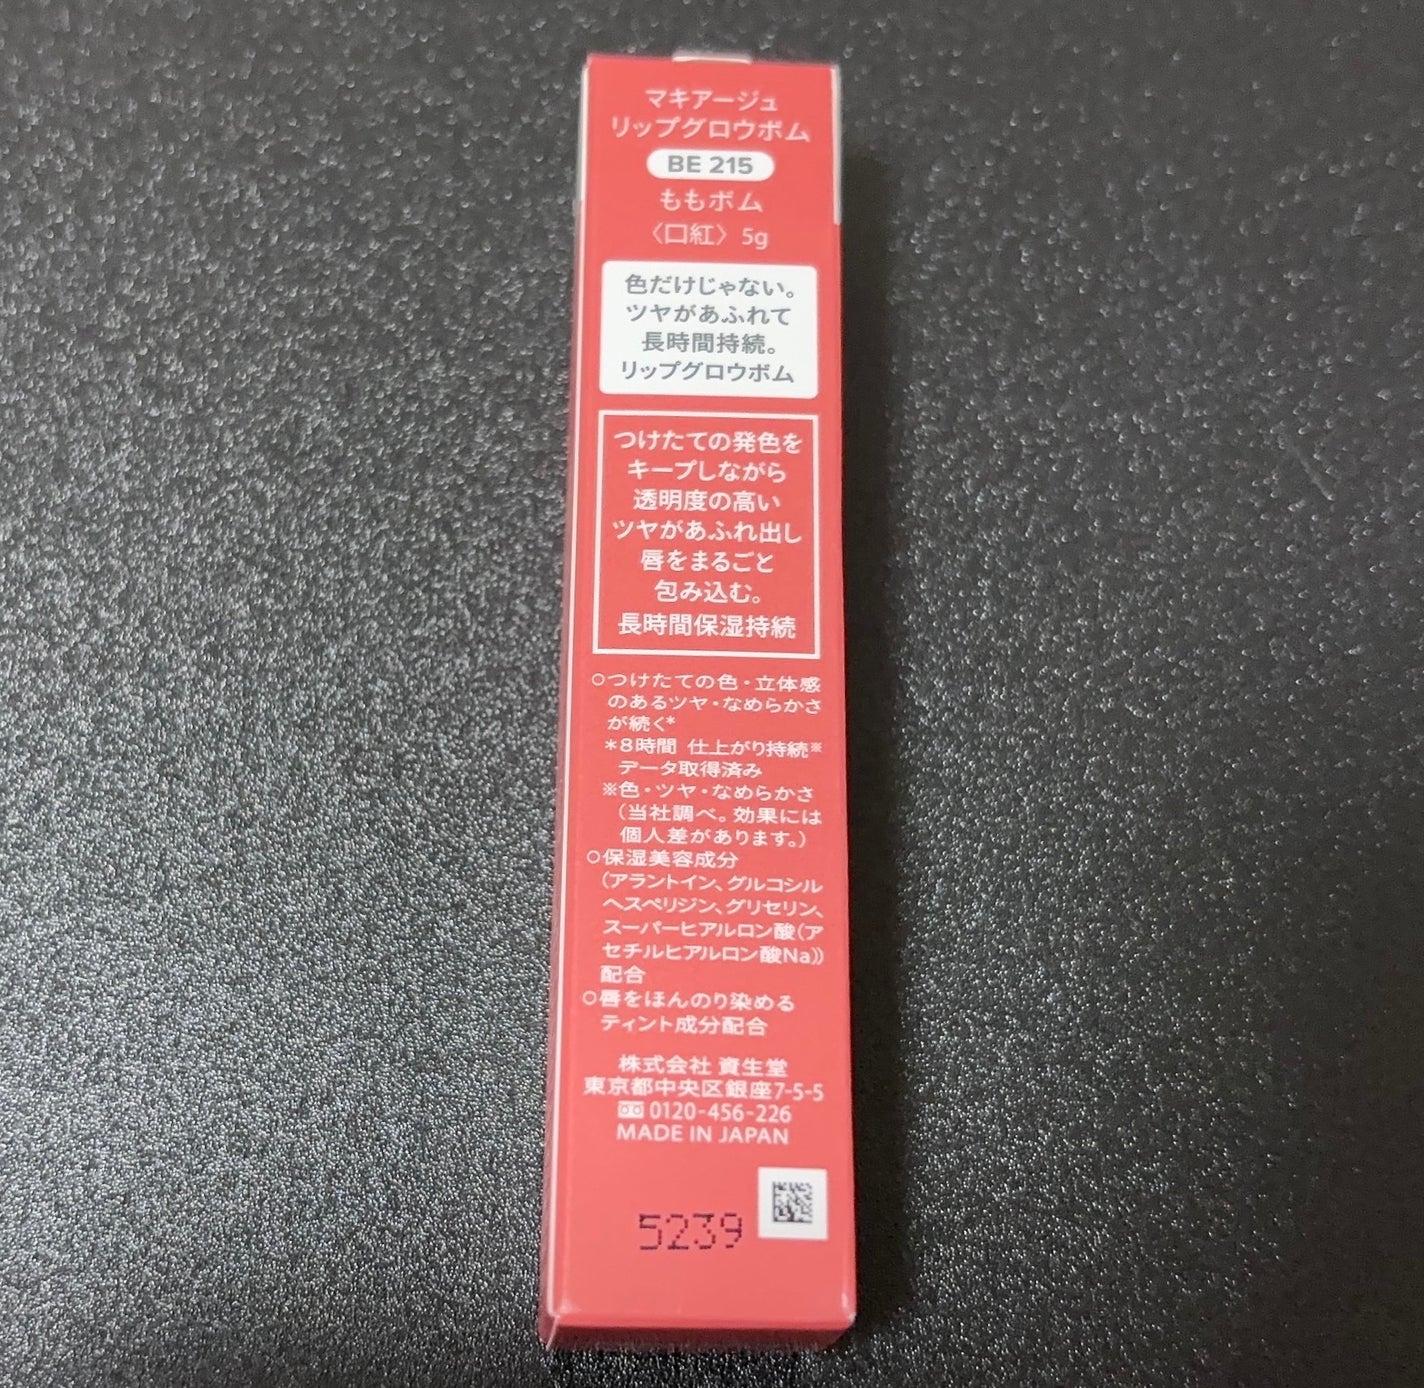 マキアージュ
リップグロウボム
BE 215
ももボム
〈口紅〉5g
色だけじゃない。
ツヤがあふれて
長時間持続。
リップグロウボム
つけたての発色を
キープしながら
透明度の高い
ツヤがあふれ出し
唇をまるごと
包み込む。
長時間保湿持続
○つけたての色・立体感
のあるツヤ・なめらかさ
が続く*
*8時間 仕上がり持続※
データ取得済み
※色・ツヤ・なめらかさ
（当社調べ。効果には
個人差があります。）
○保湿美容成分
（アラントイン、グルコシル
ヘスペリジン、グリセリン、
スーパーヒアルロン酸（ア
セチルヒアルロン酸Na））
配合
○唇をほんのり染める
ティント成分配合
株式会社 資生堂
東京都中央区銀座7-5-5
0120-456-226
MADE IN JAPAN
5239